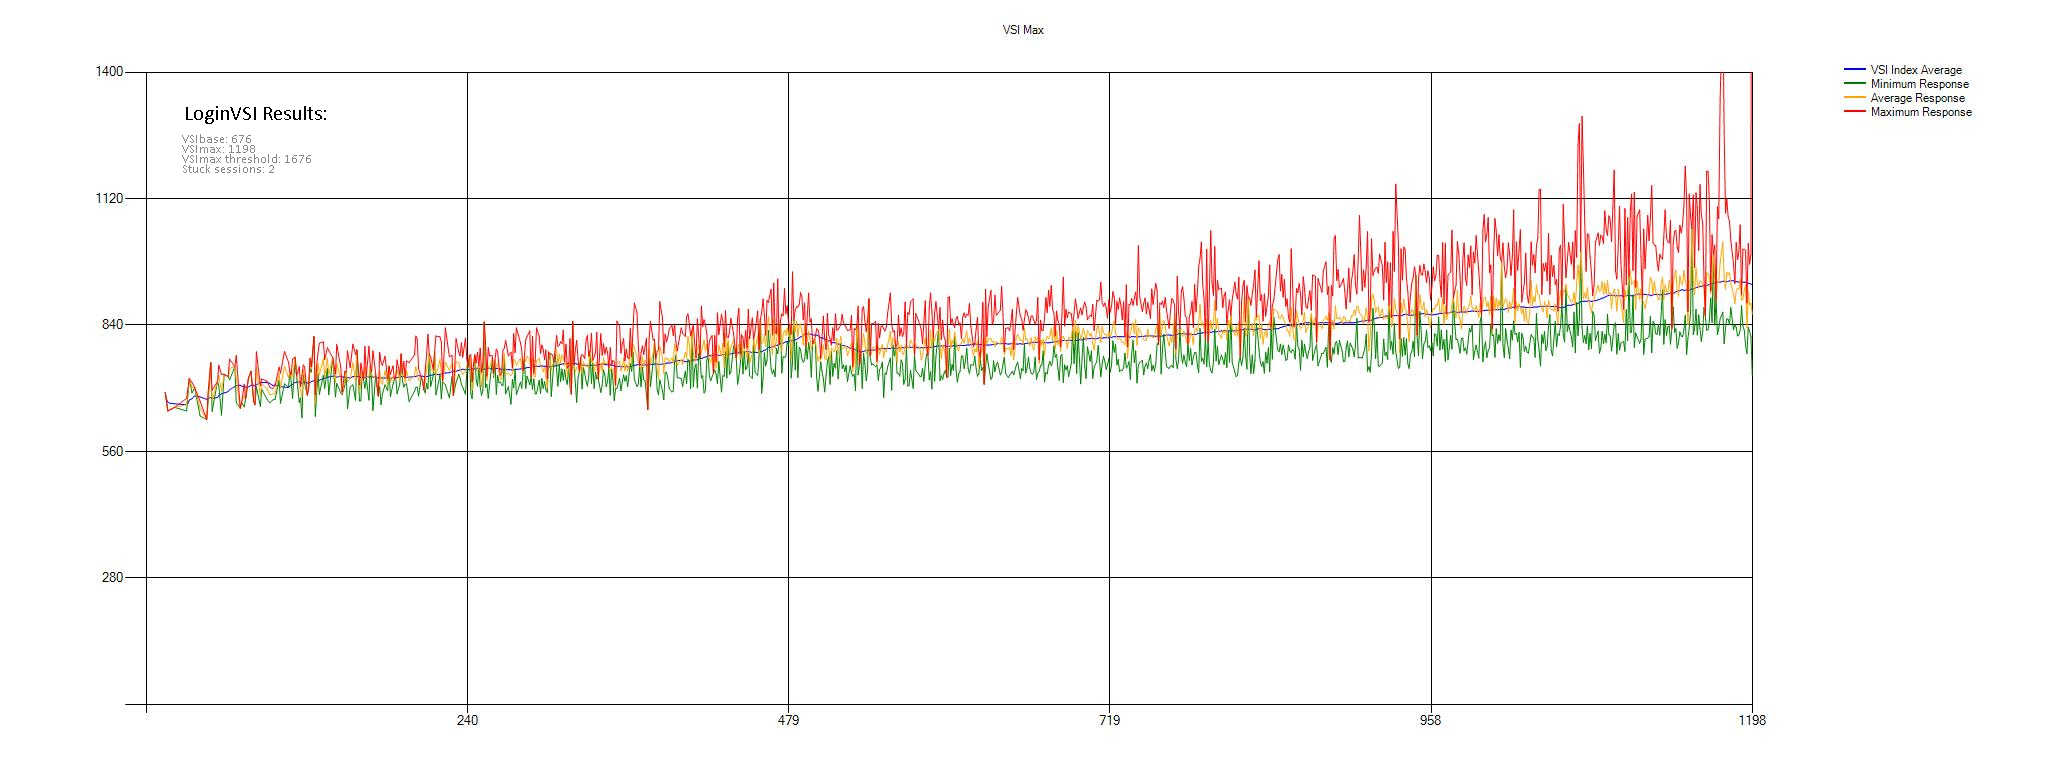 VSI Max
1400
1120
840
560
280
LoginVSI Results:
VSIbase: 676
VSImax: 1198
VSImax threshold: 1676
Stuck sessions: 2
VSI Index Average
Minimum Response
Average Response
Maximum Response
240
479
719
958
1198